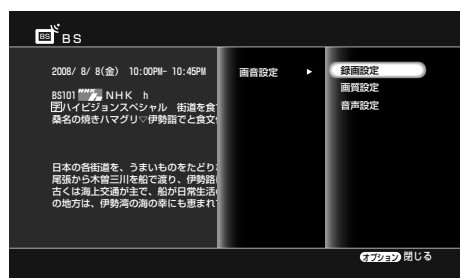 BS BS
2008/ 8/ 8(金) 10:00PM- 10:45PM
BS101 NHK NHK h
字ハイビジョンスペシャル 街道を食
桑名の焼きハマグリ▽伊勢詣でと食文
日本の各街道を、うまいものをたどり
尾張から木曽三川を船で渡り、伊勢路
古くは海上交通が主で、船が日常生活
の地方は、伊勢湾の海の幸にも恵まれ
画音設定 ▶
録画設定
画質設定
音声設定
オプション 閉じる